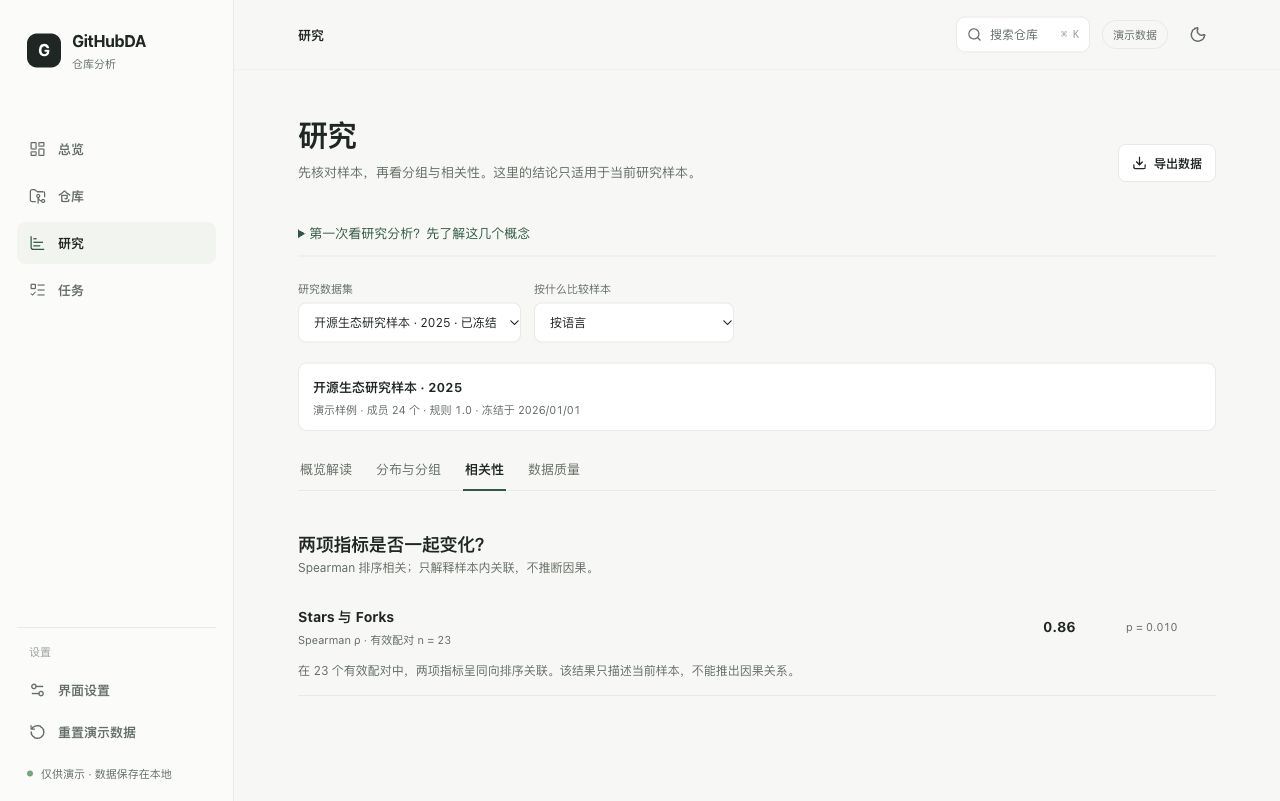 G
GitHubDA
仓库分析
总览
仓库
研究
任务
设置
界面设置
重置演示数据
仅供演示 · 数据保存在本地
研究
搜索仓库 ⌘ K
演示数据
研究
先核对样本，再看分组与相关性。这里的结论只适用于当前研究样本。
导出数据
第一次看研究分析？先了解这几个概念
研究数据集
按什么比较样本
开源生态研究样本 · 2025 · 已冻结
按语言
开源生态研究样本 · 2025
演示样例 · 成员 24 个 · 规则 1.0 · 冻结于 2026/01/01
概览解读
分布与分组
相关性
数据质量
两项指标是否一起变化？
Spearman 排序相关；只解释样本内关联，不推断因果。
Stars 与 Forks
Spearman ρ · 有效配对 n = 23
0.86
p = 0.010
在 23 个有效配对中，两项指标呈同向排序关联。该结果只描述当前样本，不能推出因果关系。